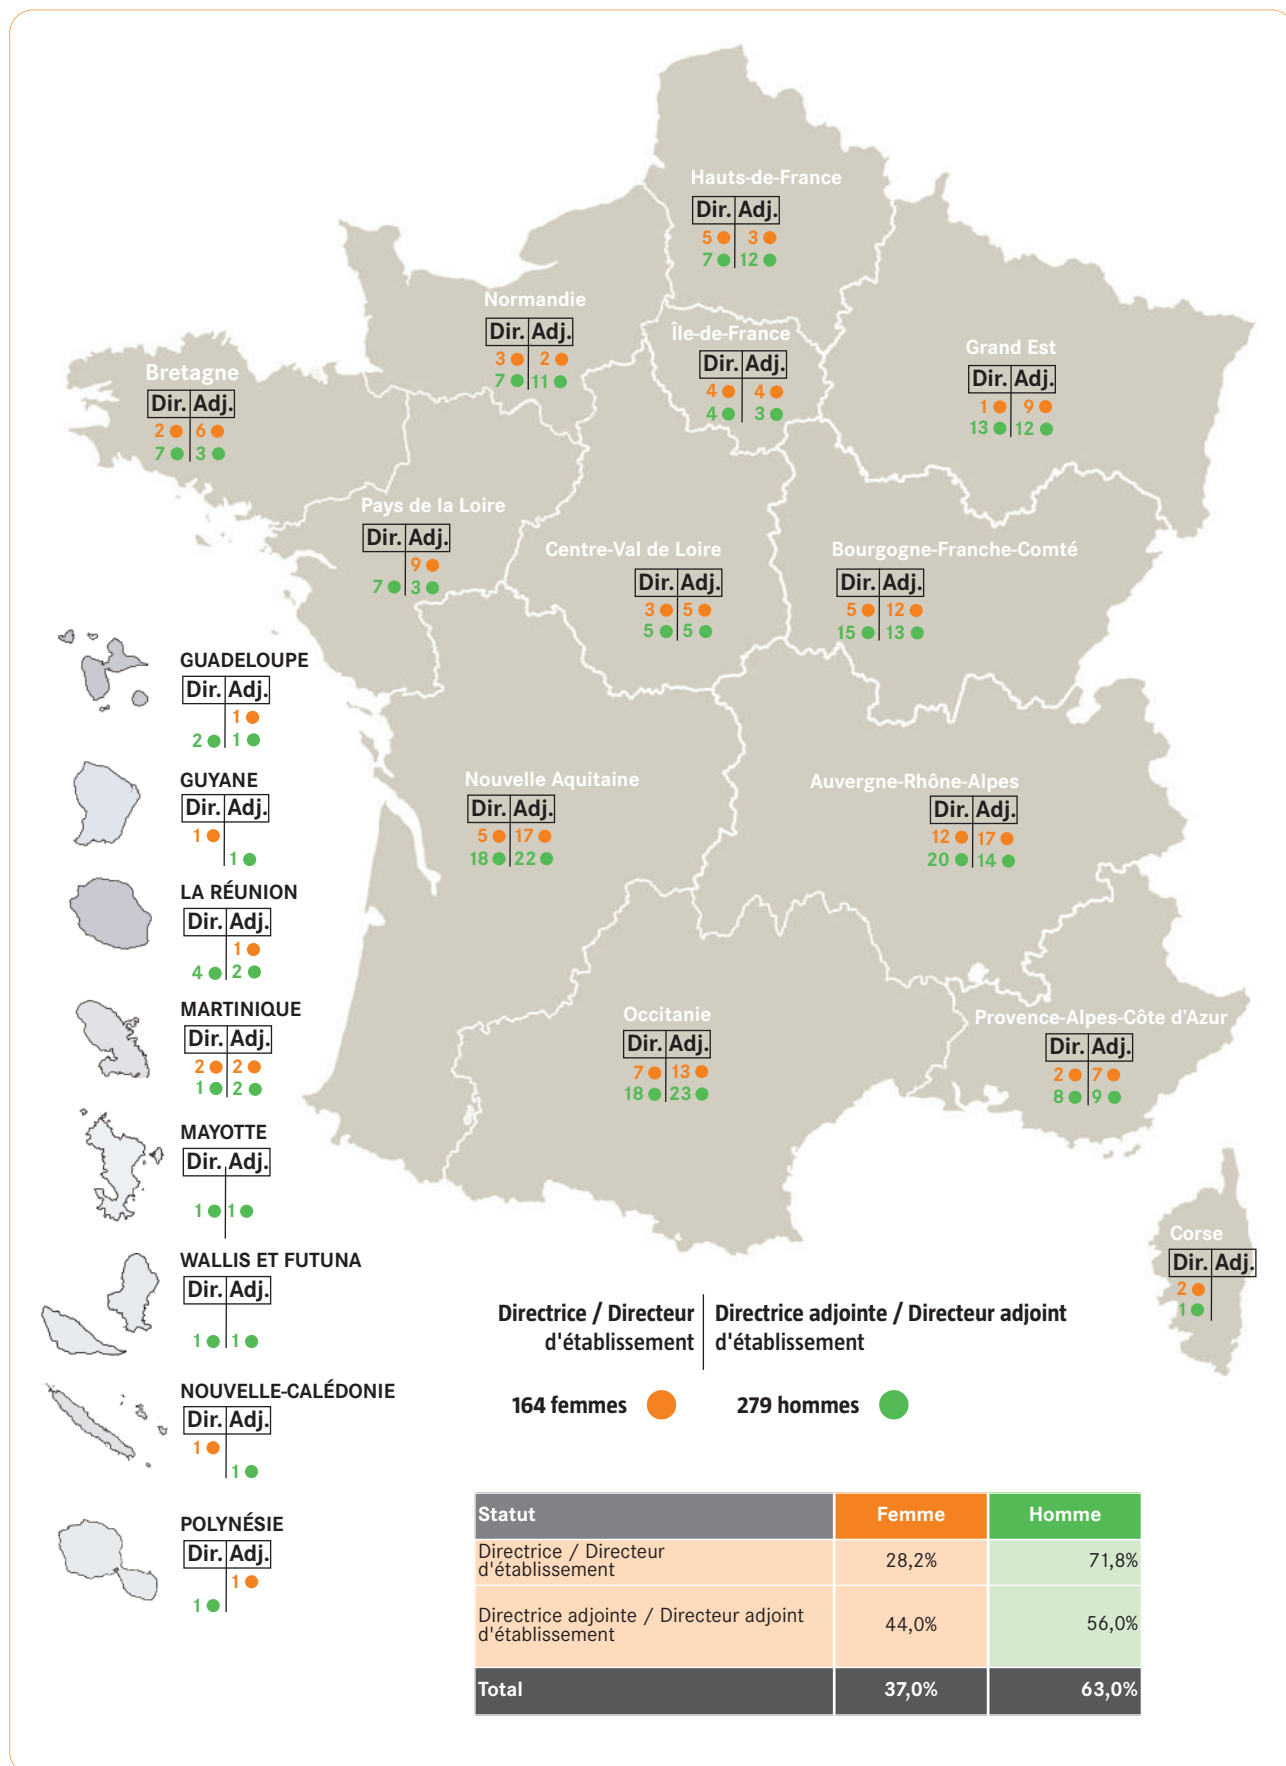 Hauts-de-France
Dir. Adj.
5 3
7 12
Normandie
Dir. Adj.
3 2
7 11
Île-de-France
Dir. Adj.
4 4
4 3
Grand Est
Dir. Adj.
1 9
13 12
Bretagne
Dir. Adj.
2 6
7 3
Pays de la Loire
Dir. Adj.
9
7 3
Centre-Val de Loire
Dir. Adj.
3 5
5 5
Bourgogne-Franche-Comté
Dir. Adj.
5 12
15 13
GUADELOUPE
Dir. Adj.
1
2 1
GUYANE
Dir. Adj.
1
1
LA RÉUNION
Dir. Adj.
1
4 2
MARTINIQUE
Dir. Adj.
2 2
1 2
MAYOTTE
Dir. Adj.
1 1
WALLIS ET FUTUNA
Dir. Adj.
1 1
NOUVELLE-CALÉDONIE
Dir. Adj.
1
1
POLYNÉSIE
Dir. Adj.
1
1
Nouvelle Aquitaine
Dir. Adj.
5 17
18 22
Auvergne-Rhône-Alpes
Dir. Adj.
12 17
20 14
Occitanie
Dir. Adj.
7 13
18 23
Provence-Alpes-Côte d'Azur
Dir. Adj.
2 7
8 9
Corse
Dir. Adj.
2
1
Directrice / Directeur
d'établissement
Directrice adjointe / Directeur adjoint
d'établissement
164 femmes
279 hommes
Statut Femme Homme
Directrice / Directeur
d'établissement 28,2% 71,8%
Directrice adjointe / Directeur adjoint
d'établissement 44,0% 56,0%
Total 37,0% 63,0%